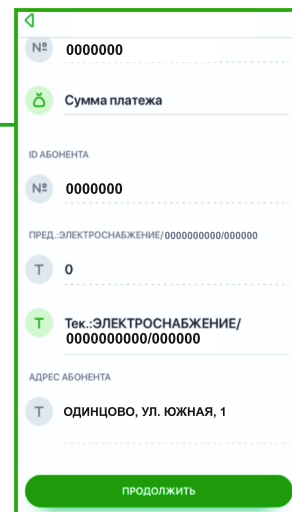 № 0000000
Сумма платежа
ID АБОНЕНТА
№ 0000000
ПРЕД.:ЭЛЕКТРОСНАБЖЕНИЕ/0000000000/000000
Т 0
Т Тек.:ЭЛЕКТРОСНАБЖЕНИЕ/
0000000000/000000
АДРЕС АБОНЕНТА
Т ОДИНЦОВО, УЛ. ЮЖНАЯ, 1
ПРОДОЛЖИТЬ